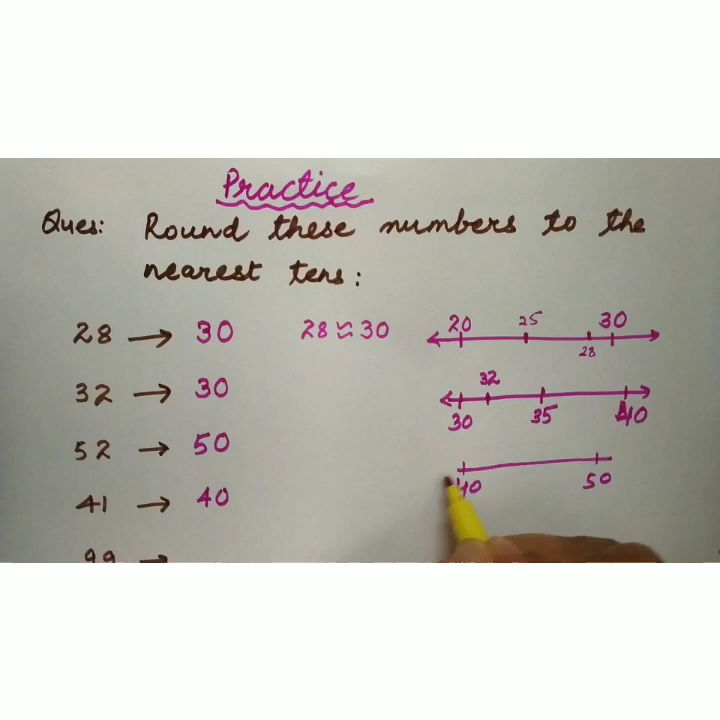 Practice
Ques: Round these numbers to the
nearest tens:
28 → 30 28 ≈ 30 20 25 28 30
32 → 30 30 32 35 40
52 → 50 40 50
41 → 40
99 →